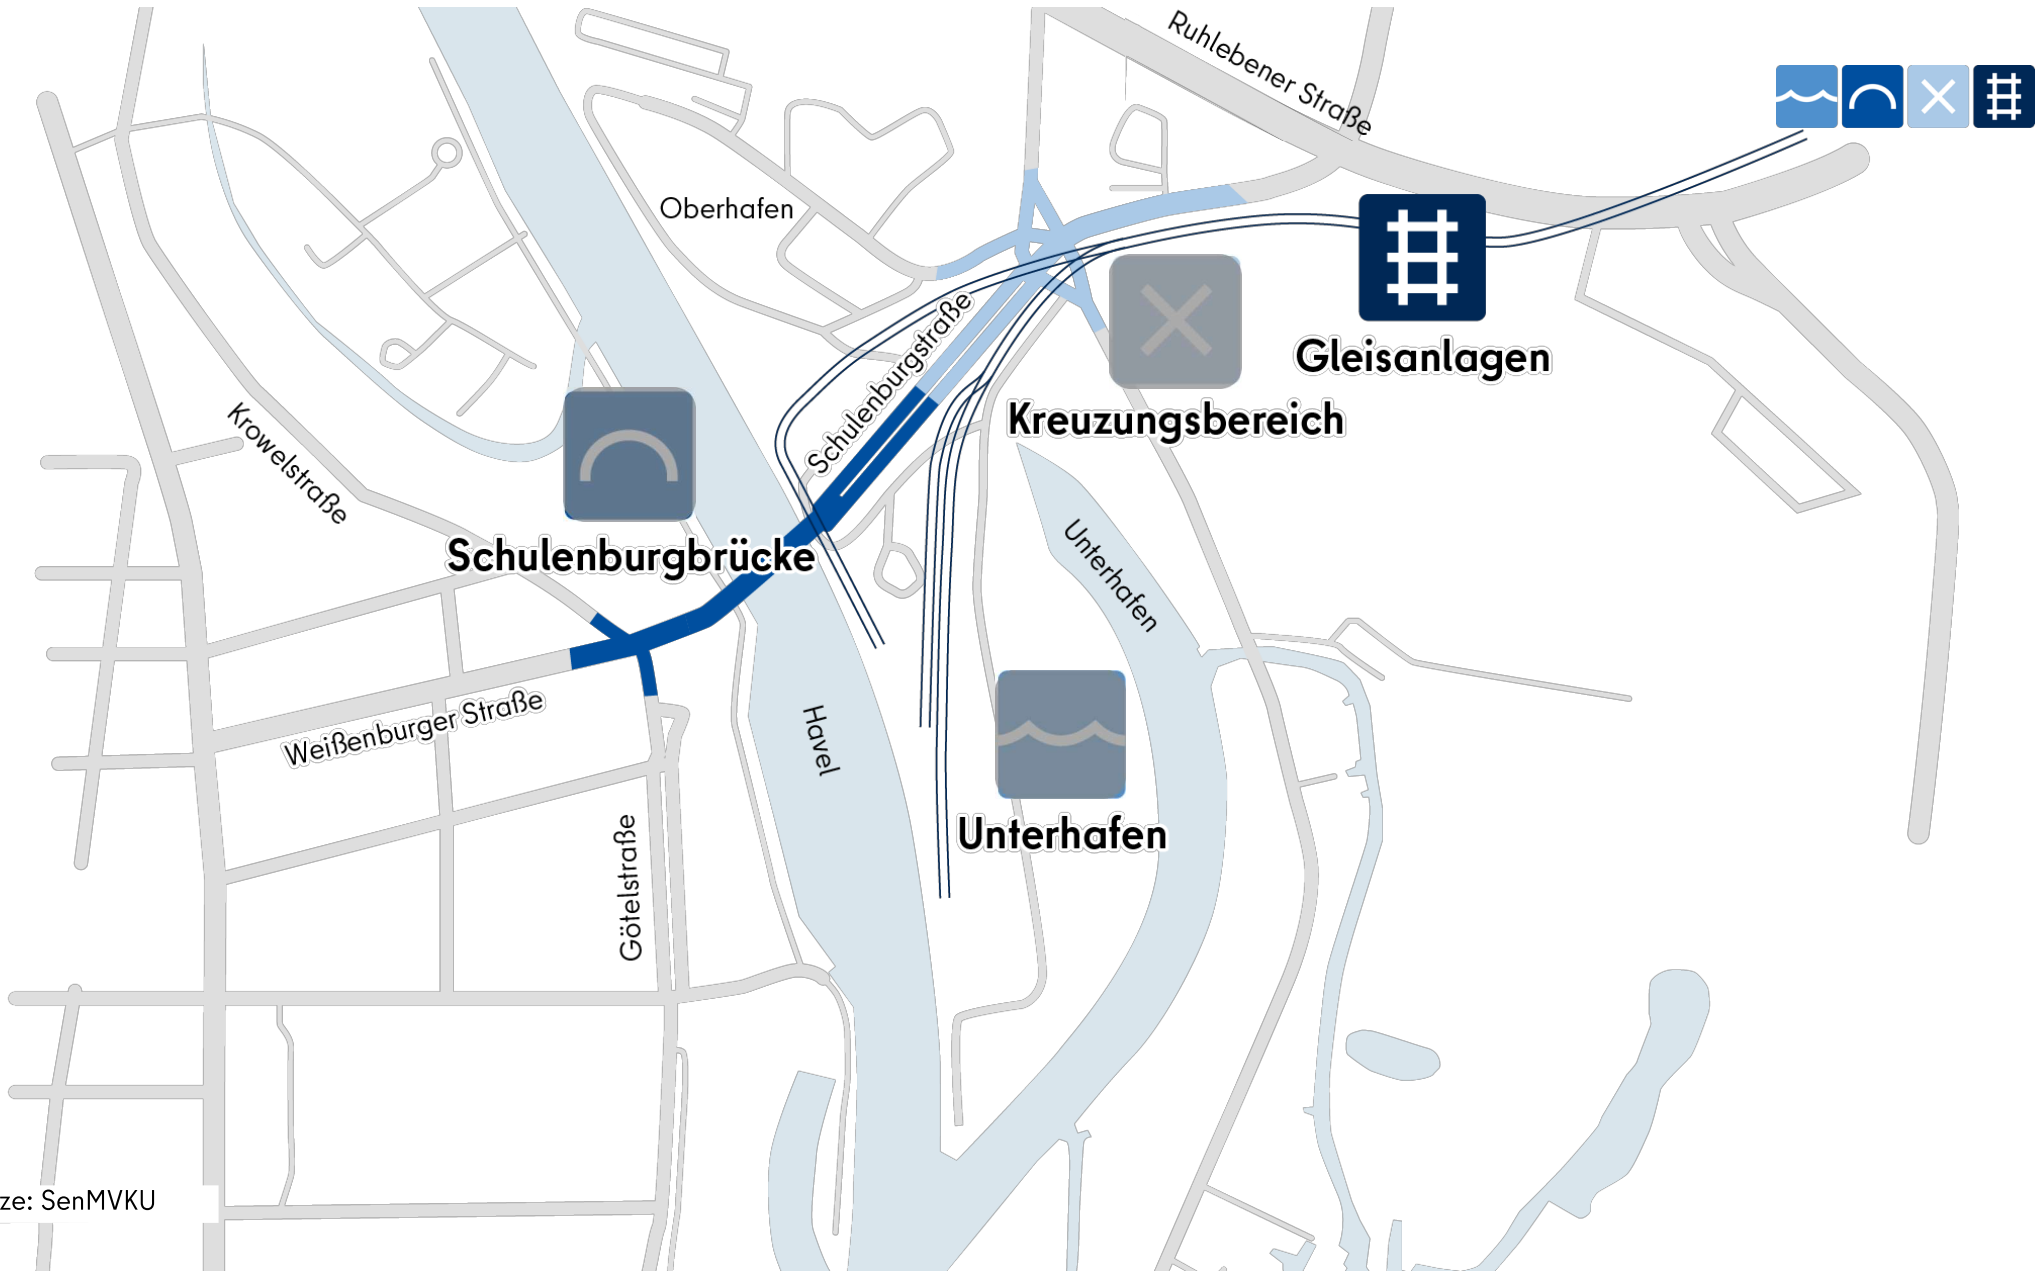 Ruhlebener Straße
Oberhafen
Schulenburgstraße
Gleisanlagen
Kreuzungsbereich
Krowelstraße
Schulenburgbrücke
Unterhafen
Weißenburger Straße
Havel
Unterhafen
Götelstraße
ze: SenMVKU